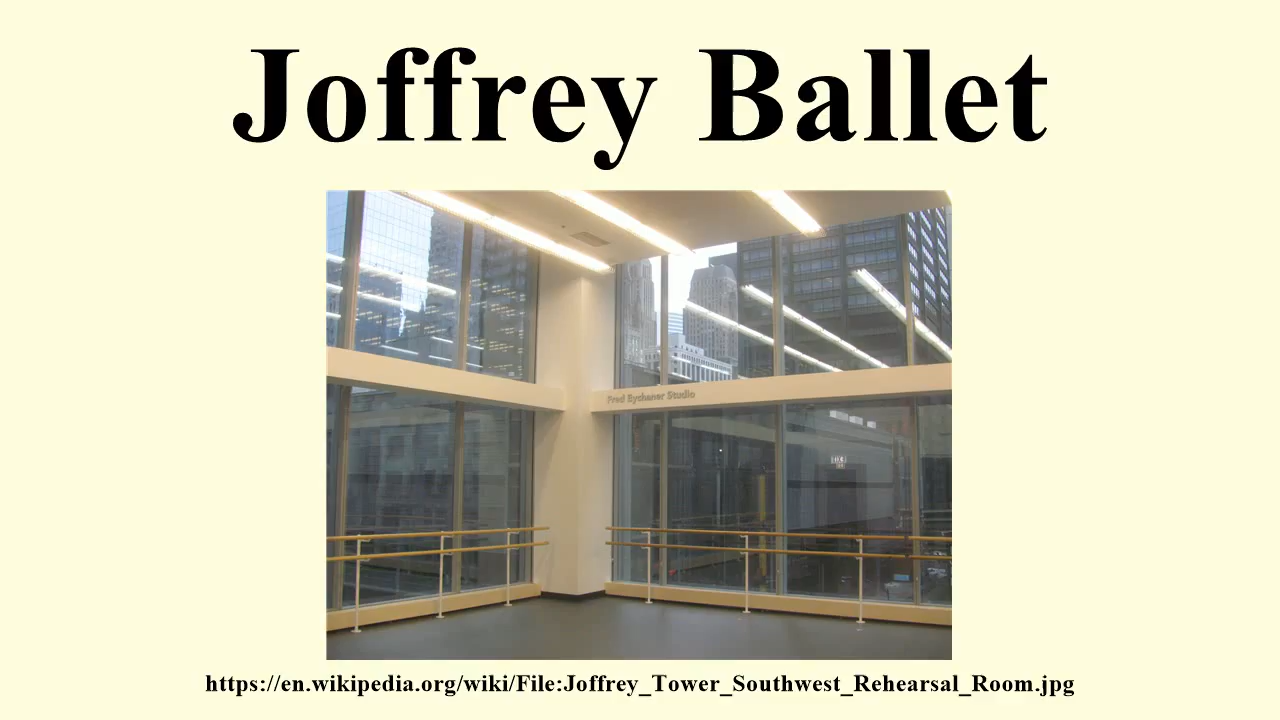 Joffrey Ballet
Fred Eychaner Studio
https://en.wikipedia.org/wiki/File:Joffrey_Tower_Southwest_Rehearsal_Room.jpg